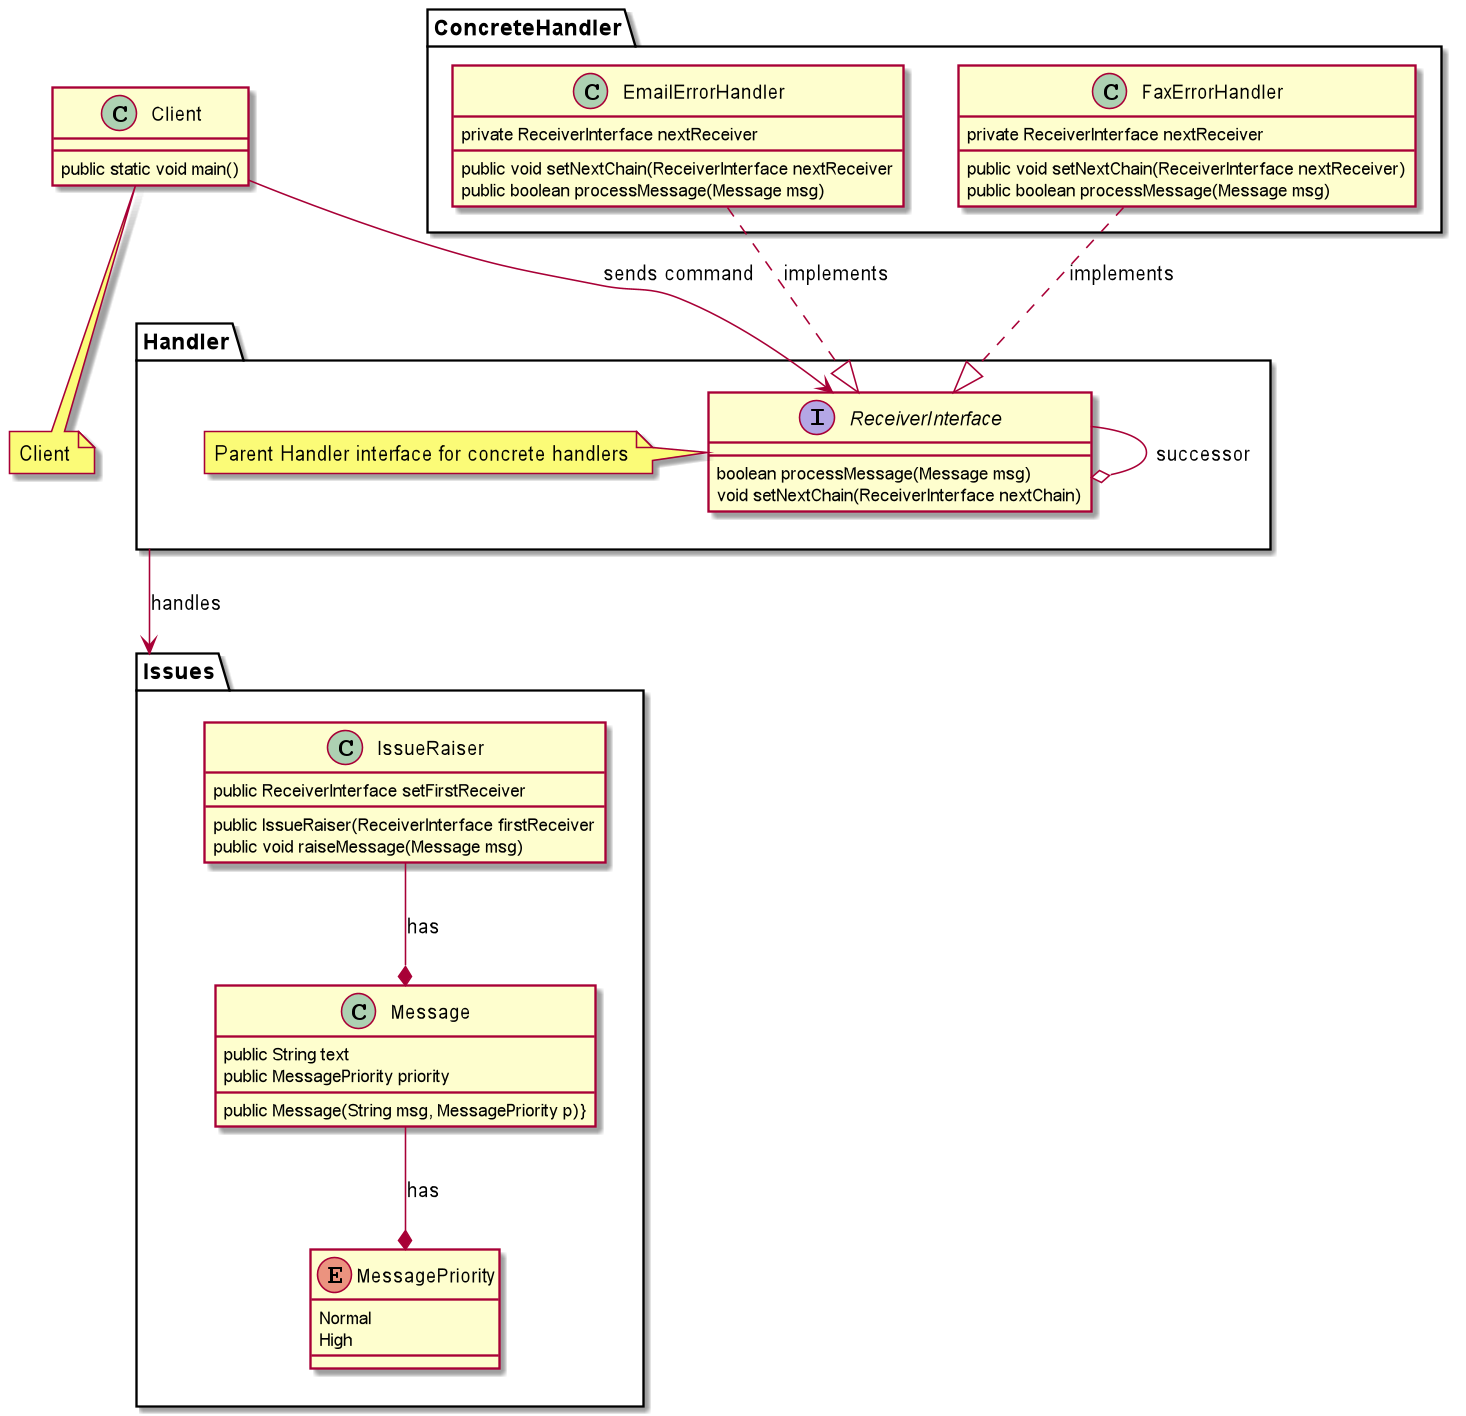 ConcreteHandler
C EmailErrorHandler
private ReceiverInterface nextReceiver
public void setNextChain(ReceiverInterface nextReceiver
public boolean processMessage(Message msg)
C FaxErrorHandler
private ReceiverInterface nextReceiver
public void setNextChain(ReceiverInterface nextReceiver)
public boolean processMessage(Message msg)
C Client
public static void main()
sends command
implements
implements
Handler
Client
Parent Handler interface for concrete handlers
I ReceiverInterface
boolean processMessage(Message msg)
void setNextChain(ReceiverInterface nextChain)
successor
handles
Issues
C IssueRaiser
public ReceiverInterface setFirstReceiver
public IssueRaiser(ReceiverInterface firstReceiver
public void raiseMessage(Message msg)
has
C Message
public String text
public MessagePriority priority
public Message(String msg, MessagePriority p)}
has
E MessagePriority
Normal
High